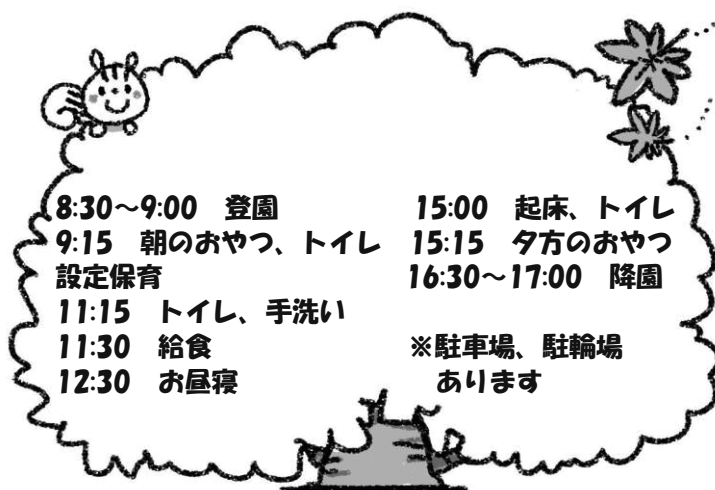 8:30～9:00　登園
9:15　朝のおやつ、トイレ
設定保育
11:15　トイレ、手洗い
11:30　給食
12:30　お昼寝
15:00　起床、トイレ
15:15　夕方のおやつ
16:30～17:00　降園
※駐車場、駐輪場
あります